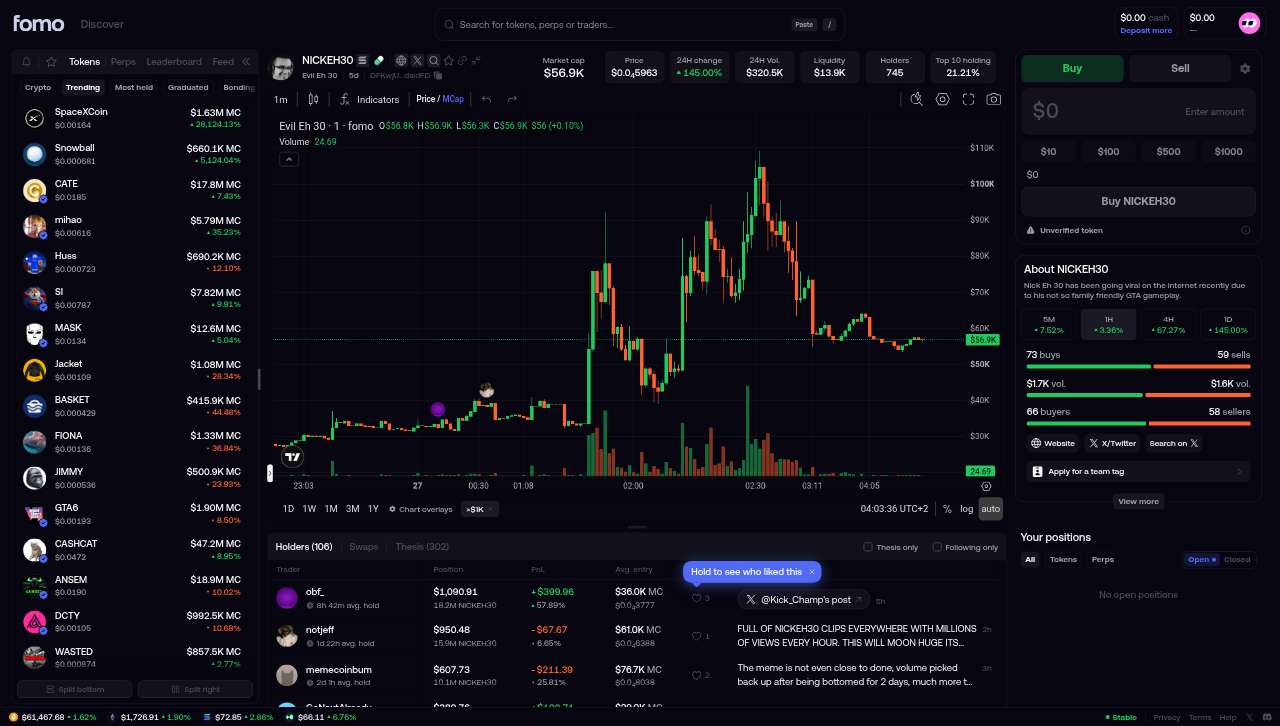 fomo
Discover
Search for tokens, perps or traders...
Paste
/
$0.00 cash
Deposit more
$0.00
—
Tokens Perps Leaderboard Feed
Crypto Trending Most held Graduated Bonding
SpaceXCoin $1.63M MC
$0.00164 28,124.13%
Snowball $660.1K MC
$0.000681 5,124.04%
CATE $17.8M MC
$0.0185 7.43%
mihao $5.79M MC
$0.00616 35.23%
Huss $690.2K MC
$0.000723 12.10%
SI $7.82M MC
$0.00787 9.91%
MASK $12.6M MC
$0.0134 5.04%
Jacket $1.08M MC
$0.00109 28.34%
BASKET $415.9K MC
$0.000429 44.48%
FIONA $1.33M MC
$0.00136 36.84%
JIMMY $500.9K MC
$0.000536 23.93%
GTA6 $1.90M MC
$0.00193 8.50%
CASHCAT $47.2M MC
$0.0472 8.95%
ANSEM $18.9M MC
$0.0190 10.02%
DCTY $992.5K MC
$0.00105 10.68%
WASTED $857.5K MC
$0.000874 2.77%
Split bottom Split right
NICKEH30
Evil Eh 30 5d
Market cap
$56.9K
Price
$0.0₄5963
24H change
145.00%
24H Vol.
$320.5K
Liquidity
$13.9K
Holders
745
Top 10 holding
21.21%
1m Indicators Price / MCap
Evil Eh 30 · 1 · fomo O$56.8K H$56.9K L$56.3K C$56.9K $56 (+0.10%)
Volume 24.69
$110K
$100K
$90K
$80K
$70K
$60K
$56.9K
$50K
$40K
$30K
24.69
23:03 27 00:30 01:08 02:00 02:30 03:11 04:05
1D 1W 1M 3M 1Y Chart overlays >$1K
04:03:36 UTC+2 % log auto
Holders (106) Swaps Thesis (302)
Thesis only Following only
Trader Position PnL Avg. entry
Hold to see who liked this ×
obf_ $1,090.91 +$399.96 $36.0K MC
8h 42m avg. hold 18.2M NICKEH30 57.89% $0.0₄3777
3 @Kick_Champ's post 5h
notjeff $950.48 -$67.67 $61.0K MC
1d 22h avg. hold 15.9M NICKEH30 6.65% $0.0₄6388
1 FULL OF NICKEH30 CLIPS EVERYWHERE WITH MILLIONS 2h
OF VIEWS EVERY HOUR. THIS WILL MOON HUGE ITS...
memecoinbum $607.73 -$211.39 $76.7K MC
2d 1h avg. hold 10.1M NICKEH30 25.81% $0.0₄8038
2 The meme is not even close to done, volume picked 3h
back up after being bottomed for 2 days, much more t...
Buy Sell
$0 Enter amount
$10 $100 $500 $1000
$0
Buy NICKEH30
Unverified token
About NICKEH30
Nick Eh 30 has been going viral on the internet recently due
to his not so family friendly GTA gameplay.
5M 1H 4H 1D
7.52% 3.36% 67.27% 145.00%
73 buys 59 sells
$1.7K vol. $1.6K vol.
66 buyers 58 sellers
Website X/Twitter Search on X
Apply for a team tag
View more
Your positions
All Tokens Perps Open Closed
No open positions
$61,467.68 1.62% $1,726.91 1.90% $72.85 2.86% $66.11 6.76%
Stable Privacy Terms Help